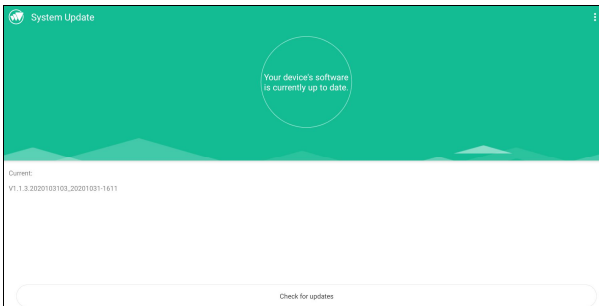 System Update
Your device's software
is currently up to date.
Current:
V1.1.3.2020103103_20201031-1611
Check for updates